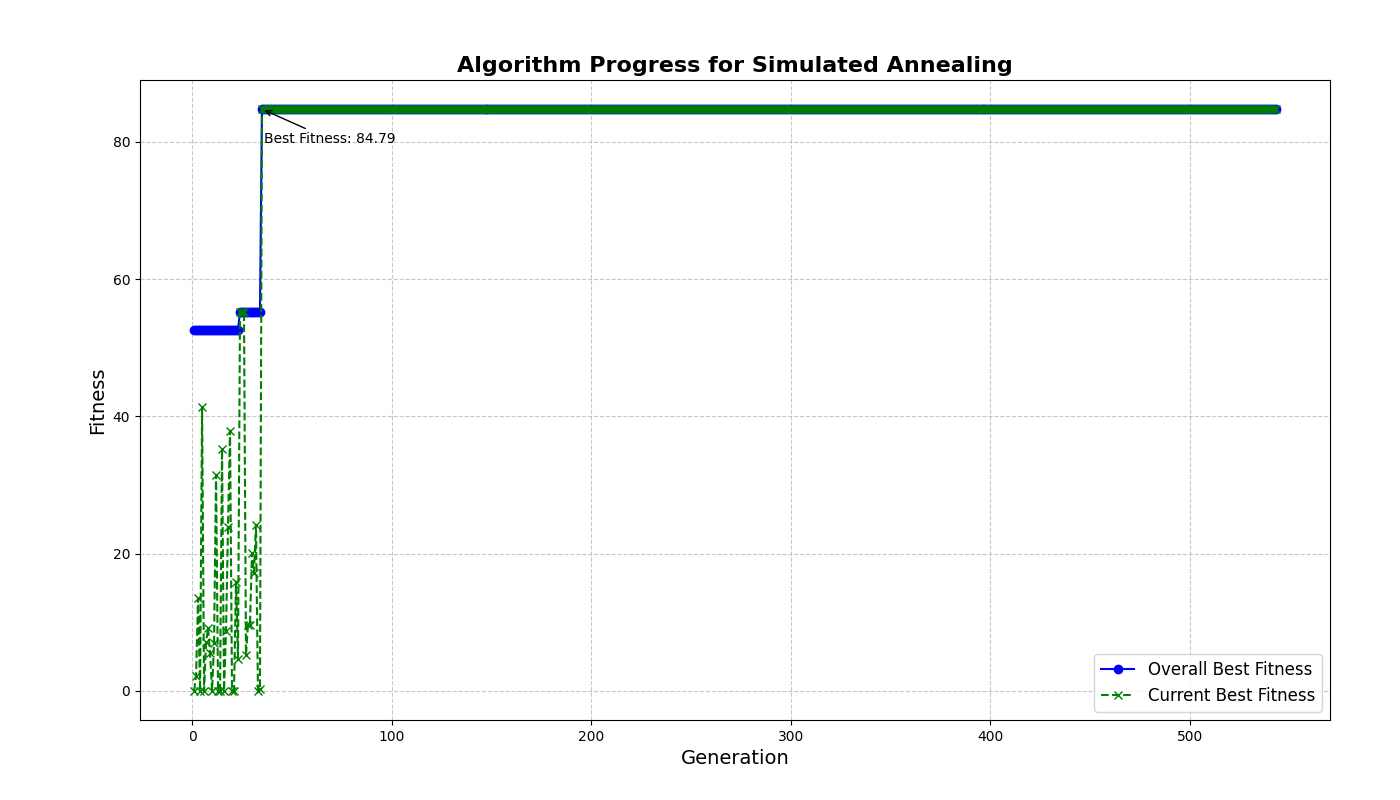 Algorithm Progress for Simulated Annealing
Best Fitness: 84.79
80
60
40
20
0
Fitness
0 100 200 300 400 500
Generation
Overall Best Fitness
Current Best Fitness